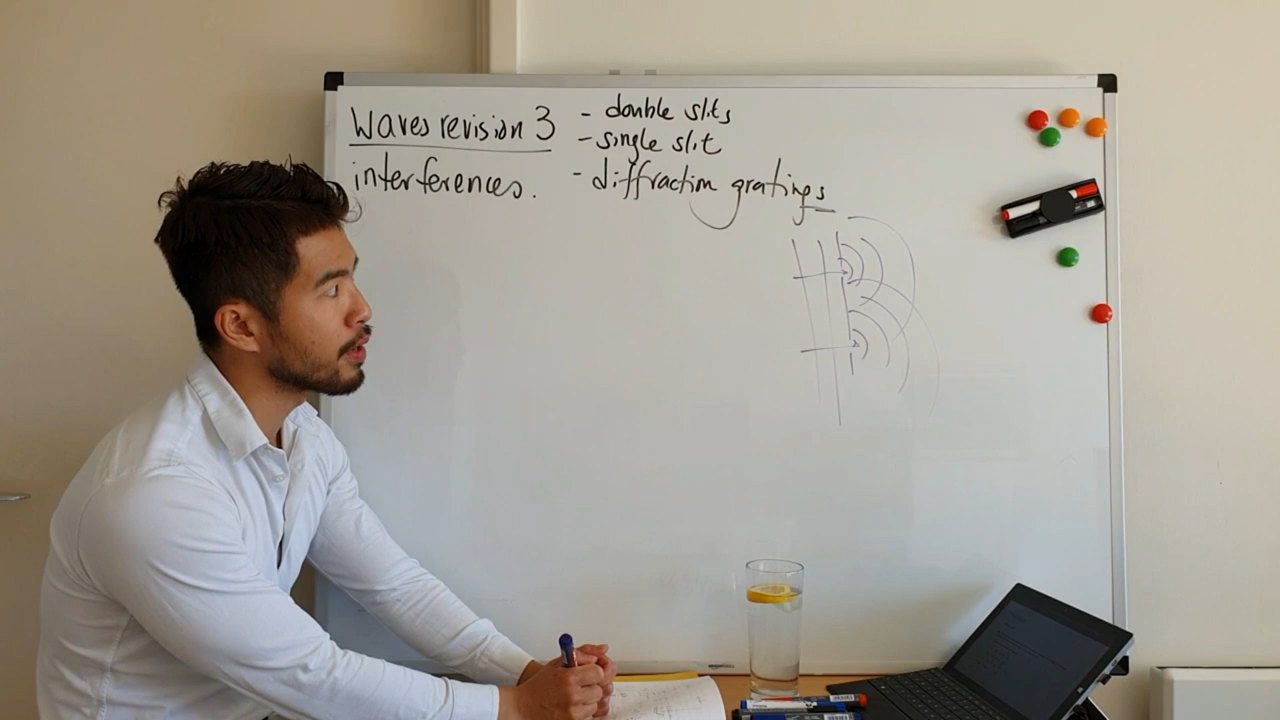 Waves revision 3
interferences.
- double slits
- single slit
- diffraction gratings